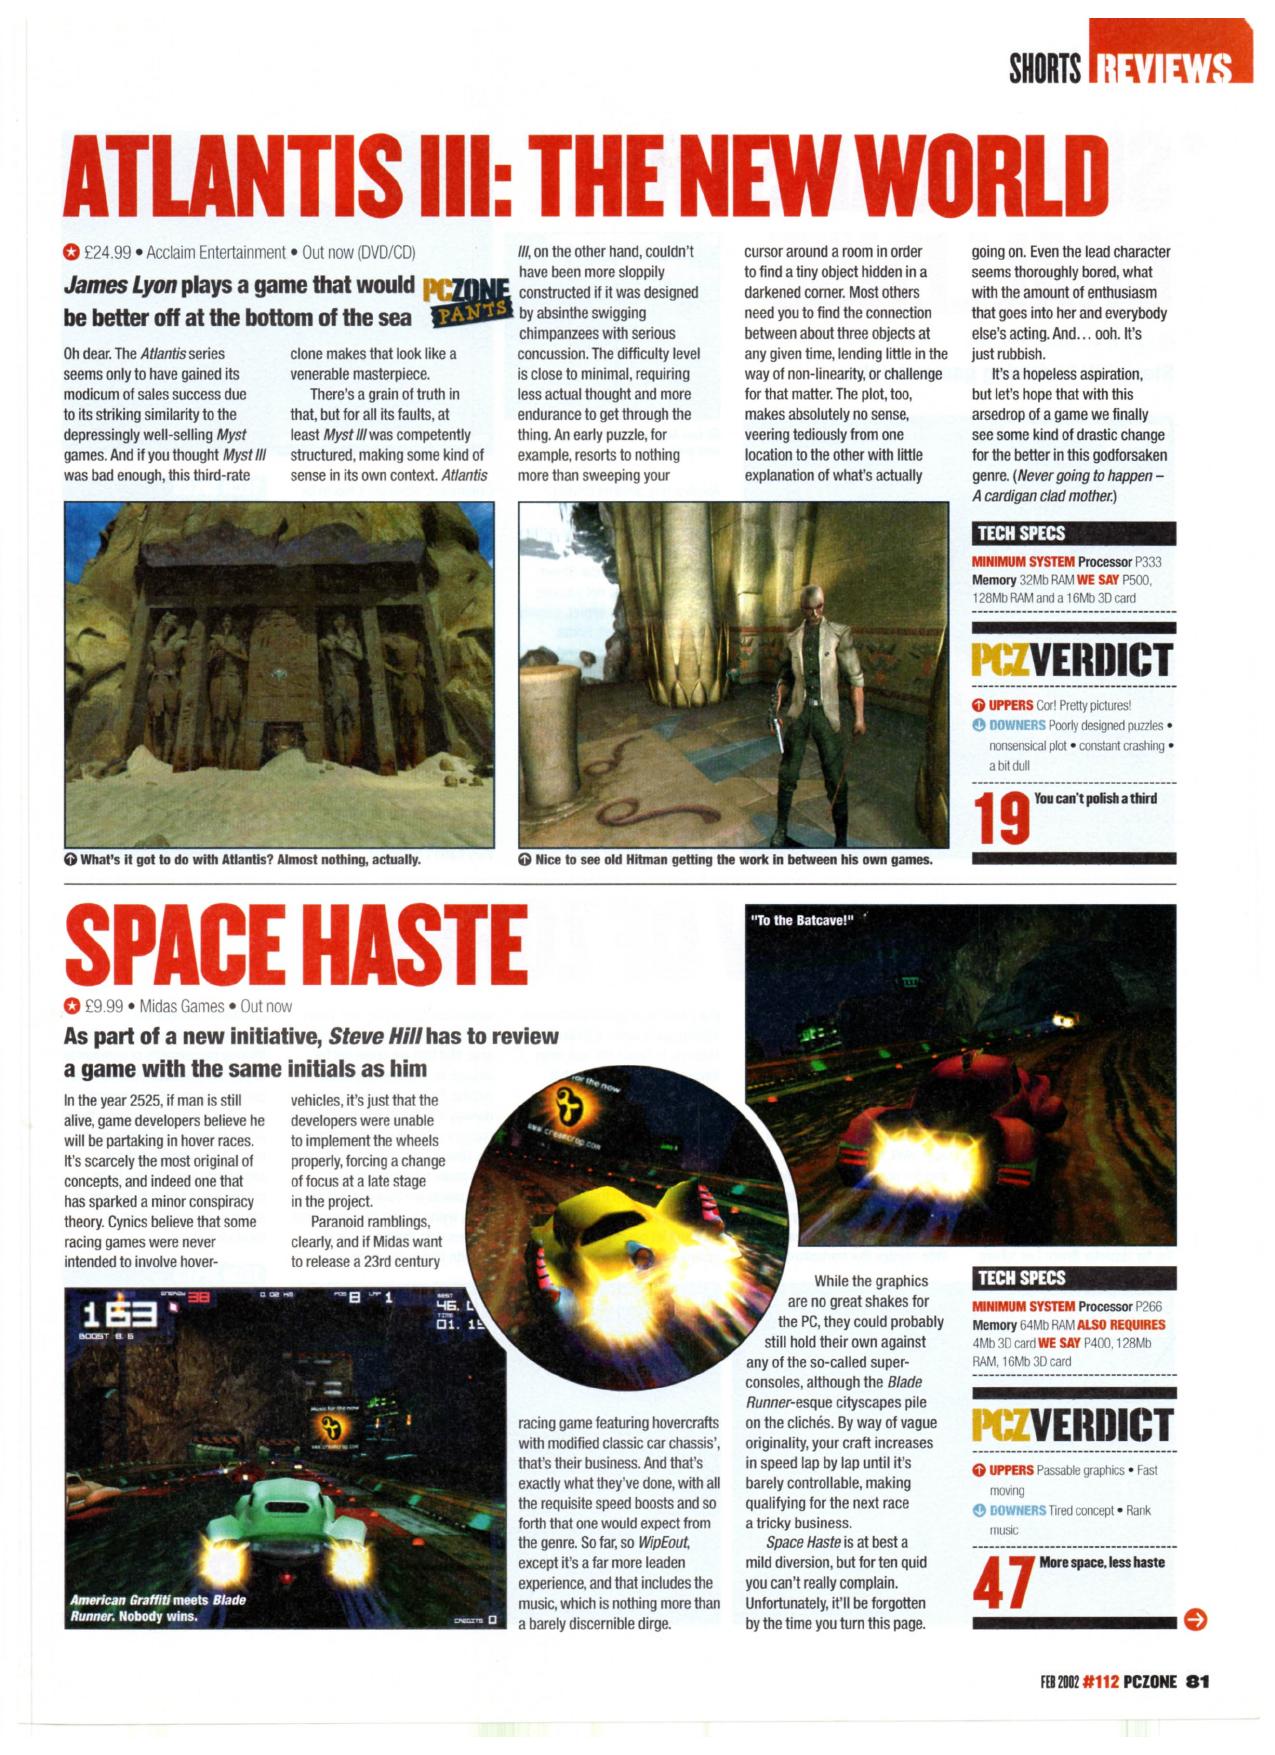 SHORTS REVIEWS
ATLANTIS III: THE NEW WORLD
£24.99 • Acclaim Entertainment • Out now (DVD/CD)
James Lyon plays a game that would
be better off at the bottom of the sea
PCZONE
PANTS
Oh dear. The Atlantis series
seems only to have gained its
modicum of sales success due
to its striking similarity to the
depressingly well-selling Myst
games. And if you thought Myst III
was bad enough, this third-rate
clone makes that look like a
venerable masterpiece.
There's a grain of truth in
that, but for all its faults, at
least Myst III was competently
structured, making some kind of
sense in its own context. Atlantis
III, on the other hand, couldn't
have been more sloppily
constructed if it was designed
by absinthe swigging
chimpanzees with serious
concussion. The difficulty level
is close to minimal, requiring
less actual thought and more
endurance to get through the
thing. An early puzzle, for
example, resorts to nothing
more than sweeping your
cursor around a room in order
to find a tiny object hidden in a
darkened corner. Most others
need you to find the connection
between about three objects at
any given time, lending little in the
way of non-linearity, or challenge
for that matter. The plot, too,
makes absolutely no sense,
veering tediously from one
location to the other with little
explanation of what's actually
going on. Even the lead character
seems thoroughly bored, what
with the amount of enthusiasm
that goes into her and everybody
else's acting. And... ooh. It's
just rubbish.
It's a hopeless aspiration,
but let's hope that with this
arsedrop of a game we finally
see some kind of drastic change
for the better in this godforsaken
genre. (Never going to happen –
A cardigan clad mother.)
What's it got to do with Atlantis? Almost nothing, actually.
Nice to see old Hitman getting the work in between his own games.
TECH SPECS
MINIMUM SYSTEM Processor P333
Memory 32Mb RAM WE SAY P500,
128Mb RAM and a 16Mb 3D card
PCZVERDICT
UPPERS Cor! Pretty pictures!
DOWNERS Poorly designed puzzles •
nonsensical plot • constant crashing •
a bit dull
19 You can't polish a third
SPACE HASTE
£9.99 • Midas Games • Out now
As part of a new initiative, Steve Hill has to review
a game with the same initials as him
In the year 2525, if man is still
alive, game developers believe he
will be partaking in hover races.
It's scarcely the most original of
concepts, and indeed one that
has sparked a minor conspiracy
theory. Cynics believe that some
racing games were never
intended to involve hover-
vehicles, it's just that the
developers were unable
to implement the wheels
properly, forcing a change
of focus at a late stage
in the project.
Paranoid ramblings,
clearly, and if Midas want
to release a 23rd century
racing game featuring hovercrafts
with modified classic car chassis',
that's their business. And that's
exactly what they've done, with all
the requisite speed boosts and so
forth that one would expect from
the genre. So far, so WipEout,
except it's a far more leaden
experience, and that includes the
music, which is nothing more than
a barely discernible dirge.
While the graphics
are no great shakes for
the PC, they could probably
still hold their own against
any of the so-called super-
consoles, although the Blade
Runner-esque cityscapes pile
on the clichés. By way of vague
originality, your craft increases
in speed lap by lap until it's
barely controllable, making
qualifying for the next race
a tricky business.
Space Haste is at best a
mild diversion, but for ten quid
you can't really complain.
Unfortunately, it'll be forgotten
by the time you turn this page.
"To the Batcave!"
for the now
www.crosscrop.com
163
BOOST 8.6
ENERGY 38
POS 8 LAP 1
BEST
TIME
Music for the now
CREDITS 0
American Graffiti meets Blade
Runner. Nobody wins.
TECH SPECS
MINIMUM SYSTEM Processor P266
Memory 64Mb RAM ALSO REQUIRES
4Mb 3D card WE SAY P400, 128Mb
RAM, 16Mb 3D card
PCZVERDICT
UPPERS Passable graphics • Fast
moving
DOWNERS Tired concept • Rank
music
47 More space, less haste
FEB 2002 #112 PCZONE 81